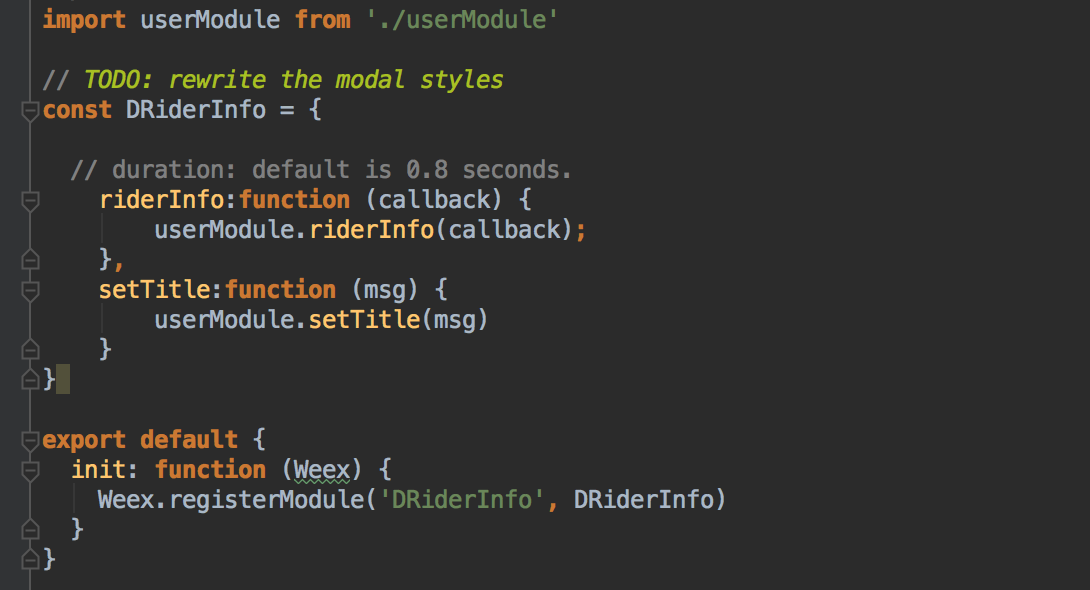 import userModule from './userModule'
// TODO: rewrite the modal styles
const DRiderInfo = {
// duration: default is 0.8 seconds.
riderInfo:function (callback) {
userModule.riderInfo(callback);
},
setTitle:function (msg) {
userModule.setTitle(msg)
}
}
export default {
init: function (Weex) {
Weex.registerModule('DRiderInfo', DRiderInfo)
}
}